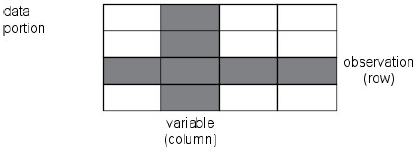 data
portion
observation
(row)
variable
(column)